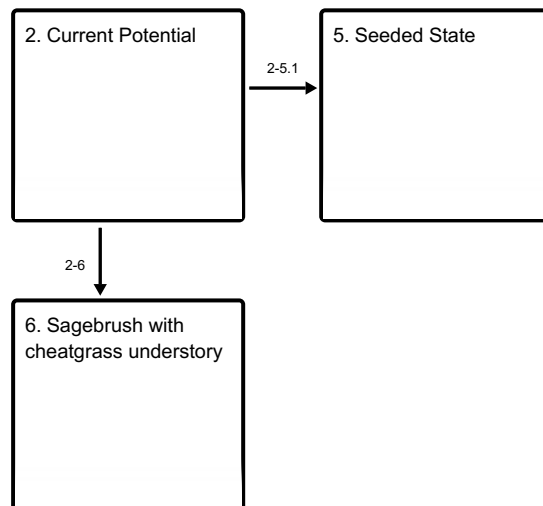 2. Current Potential
5. Seeded State
2-5.1
2-6
6. Sagebrush with
cheatgrass understory